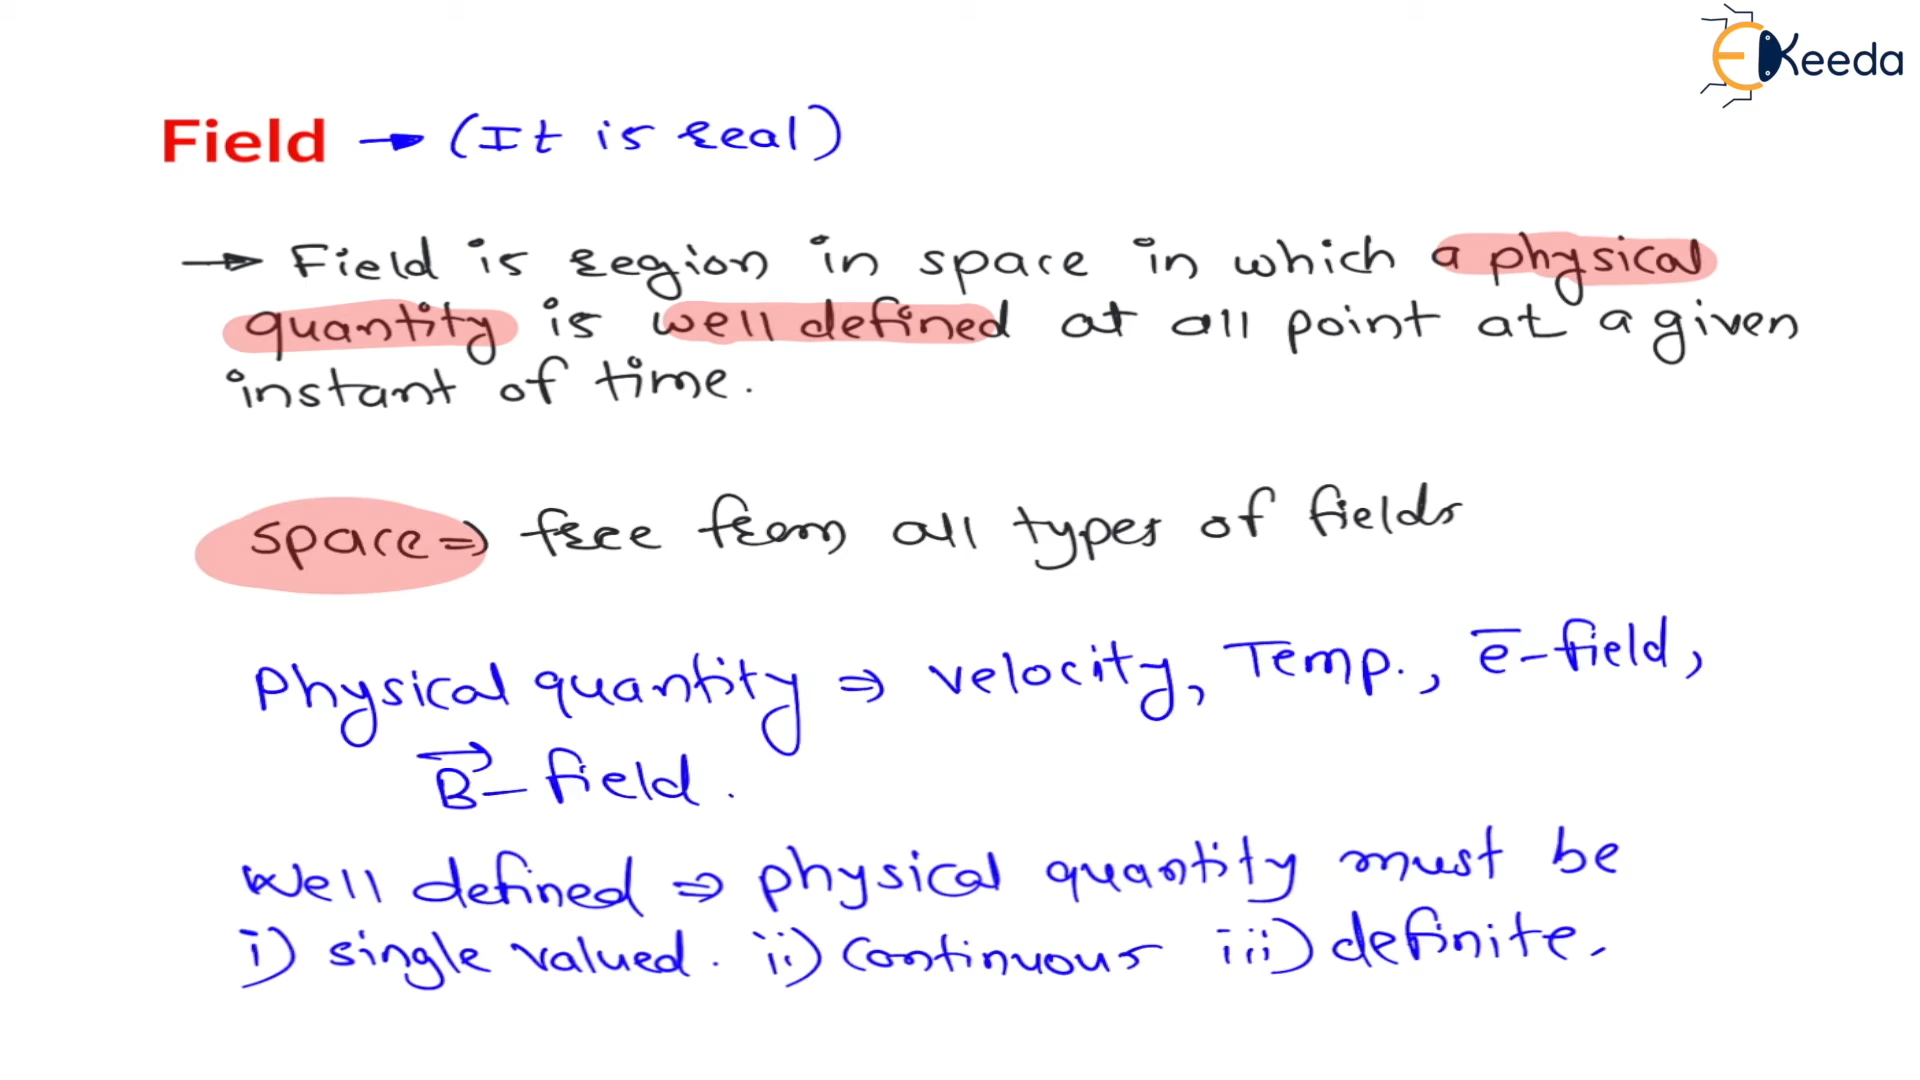 EKeeda
Field → (It is real)
→ Field is region in space in which a physical
quantity is well defined at all point at a given
instant of time.
space ⇒ free from all types of fields
Physical quantity ⇒ velocity, Temp., e̅-field,
B⃗-field.
Well defined ⇒ physical quantity must be
i) single valued. ii) continuous iii) definite.